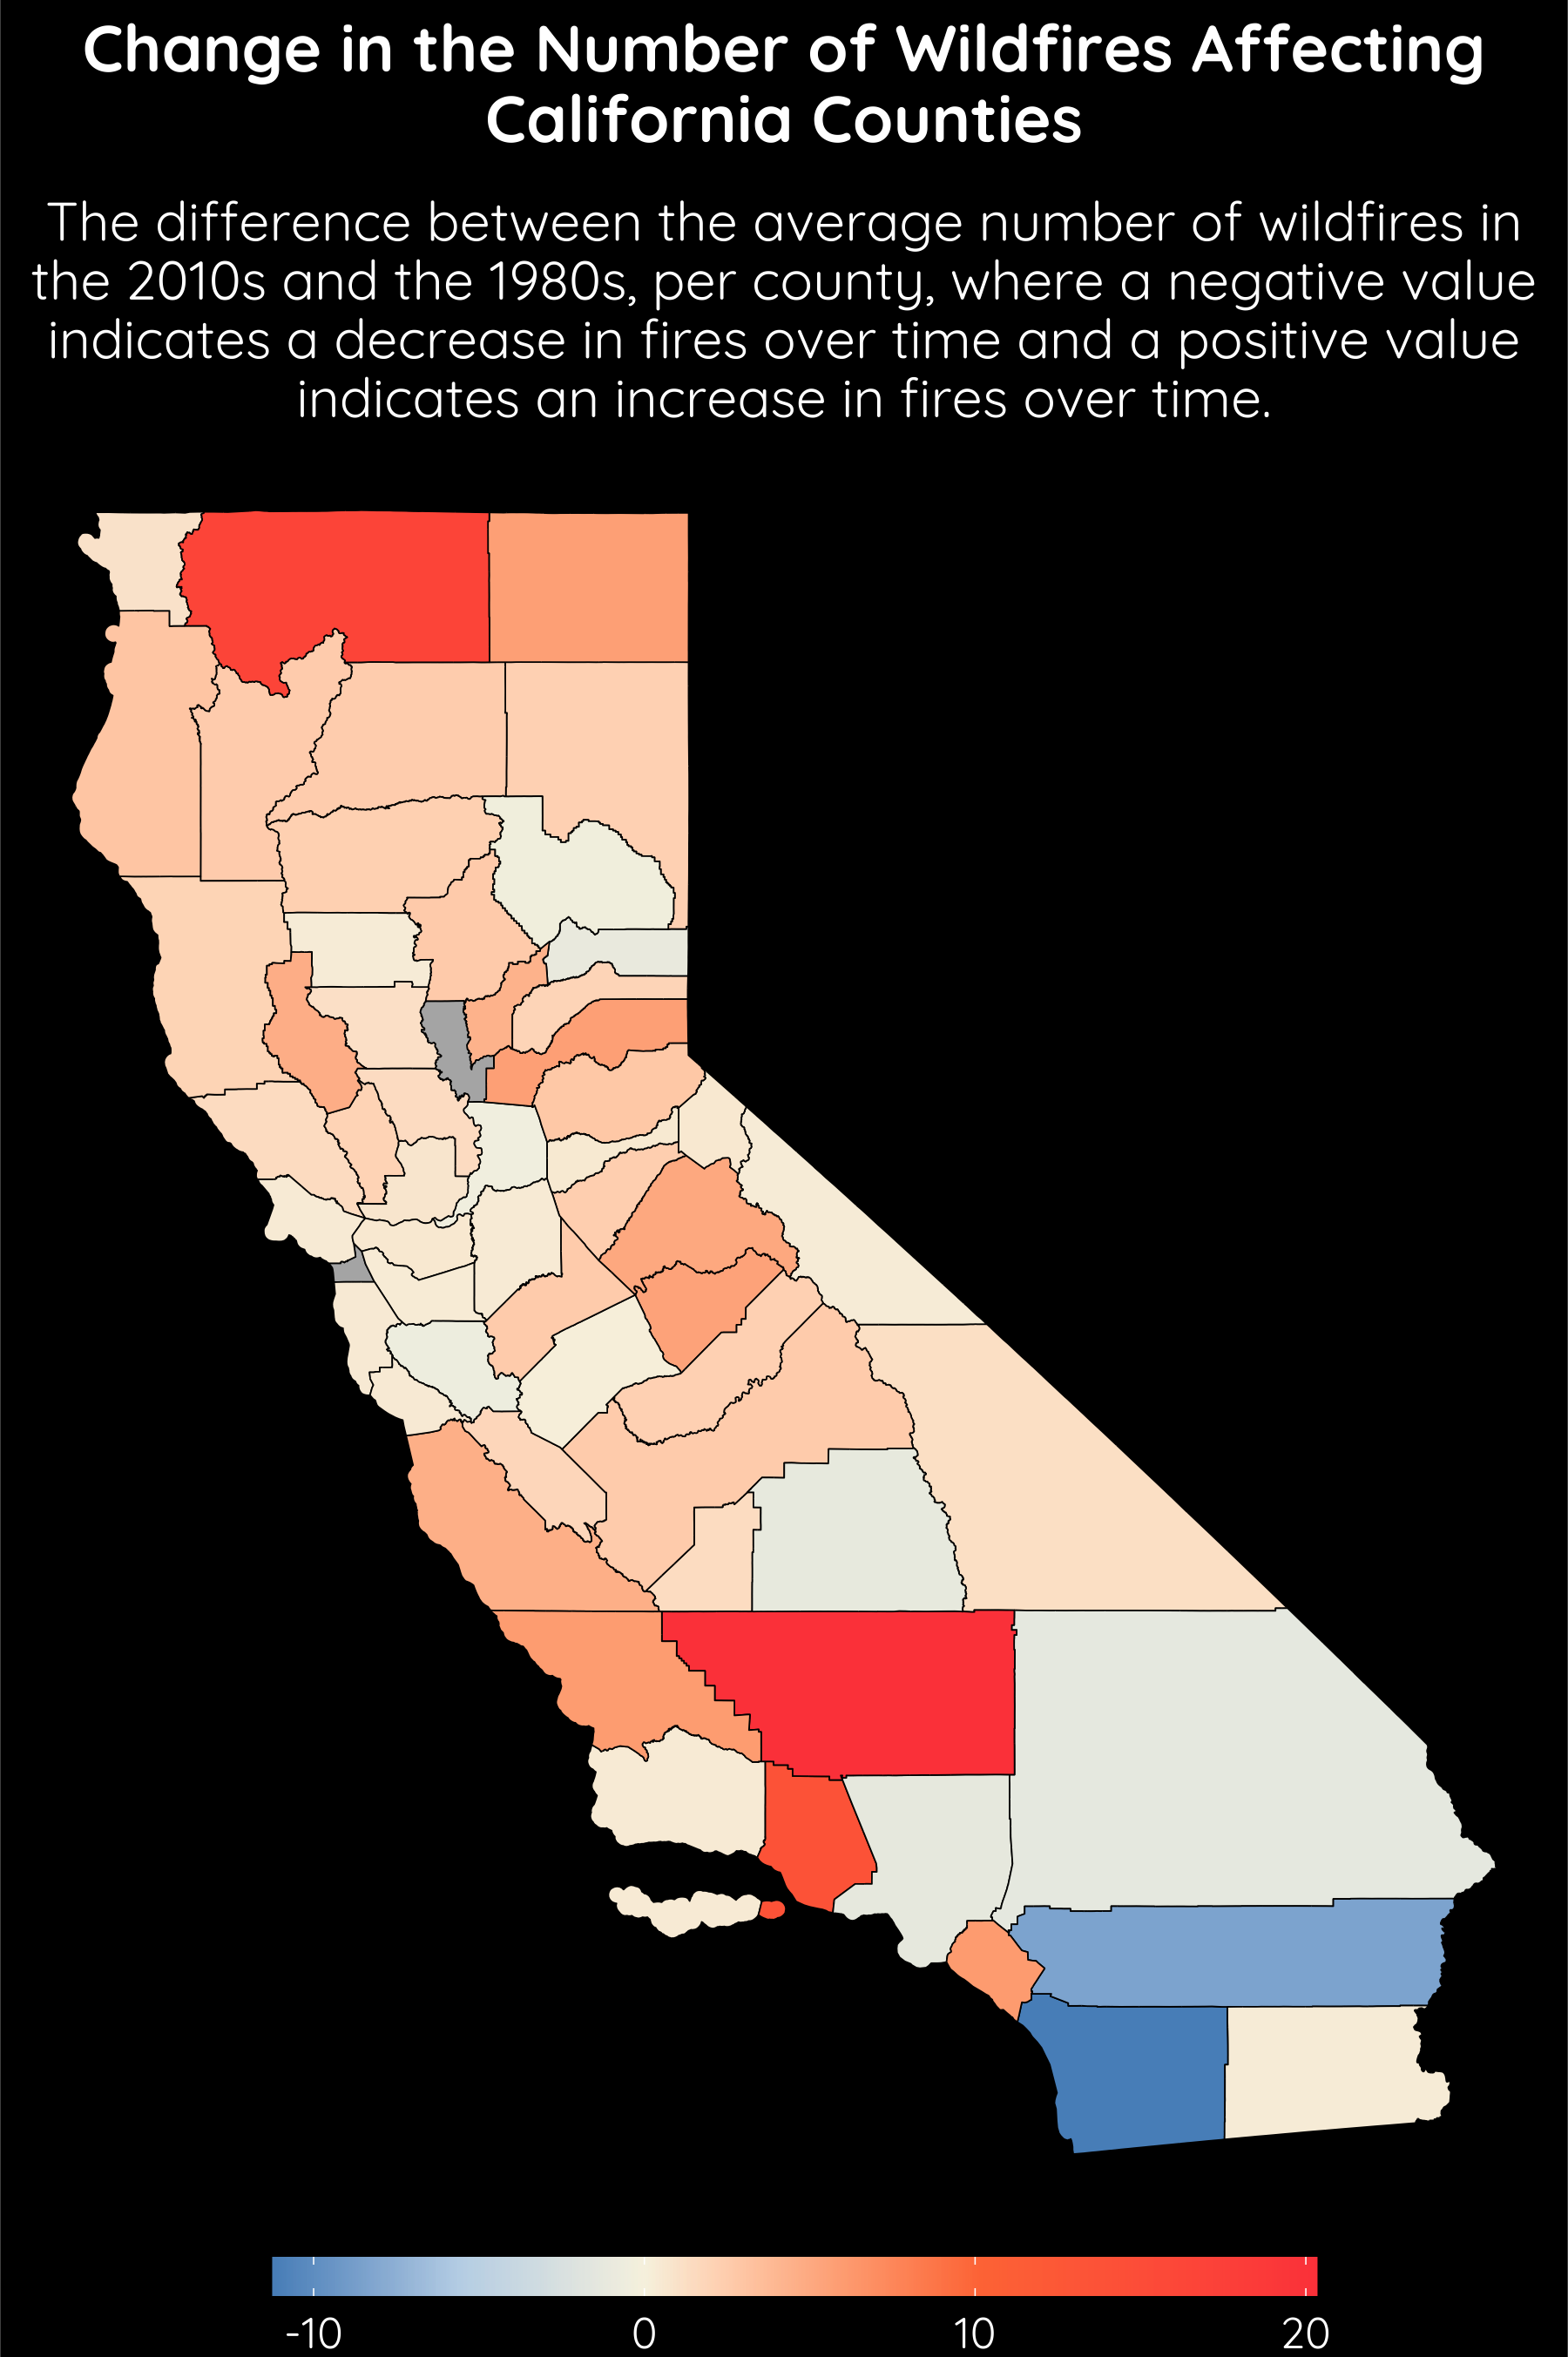 Change in the Number of Wildfires Affecting
California Counties
The difference between the average number of wildfires in
the 2010s and the 1980s, per county, where a negative value
indicates a decrease in fires over time and a positive value
indicates an increase in fires over time.
-10 0 10 20